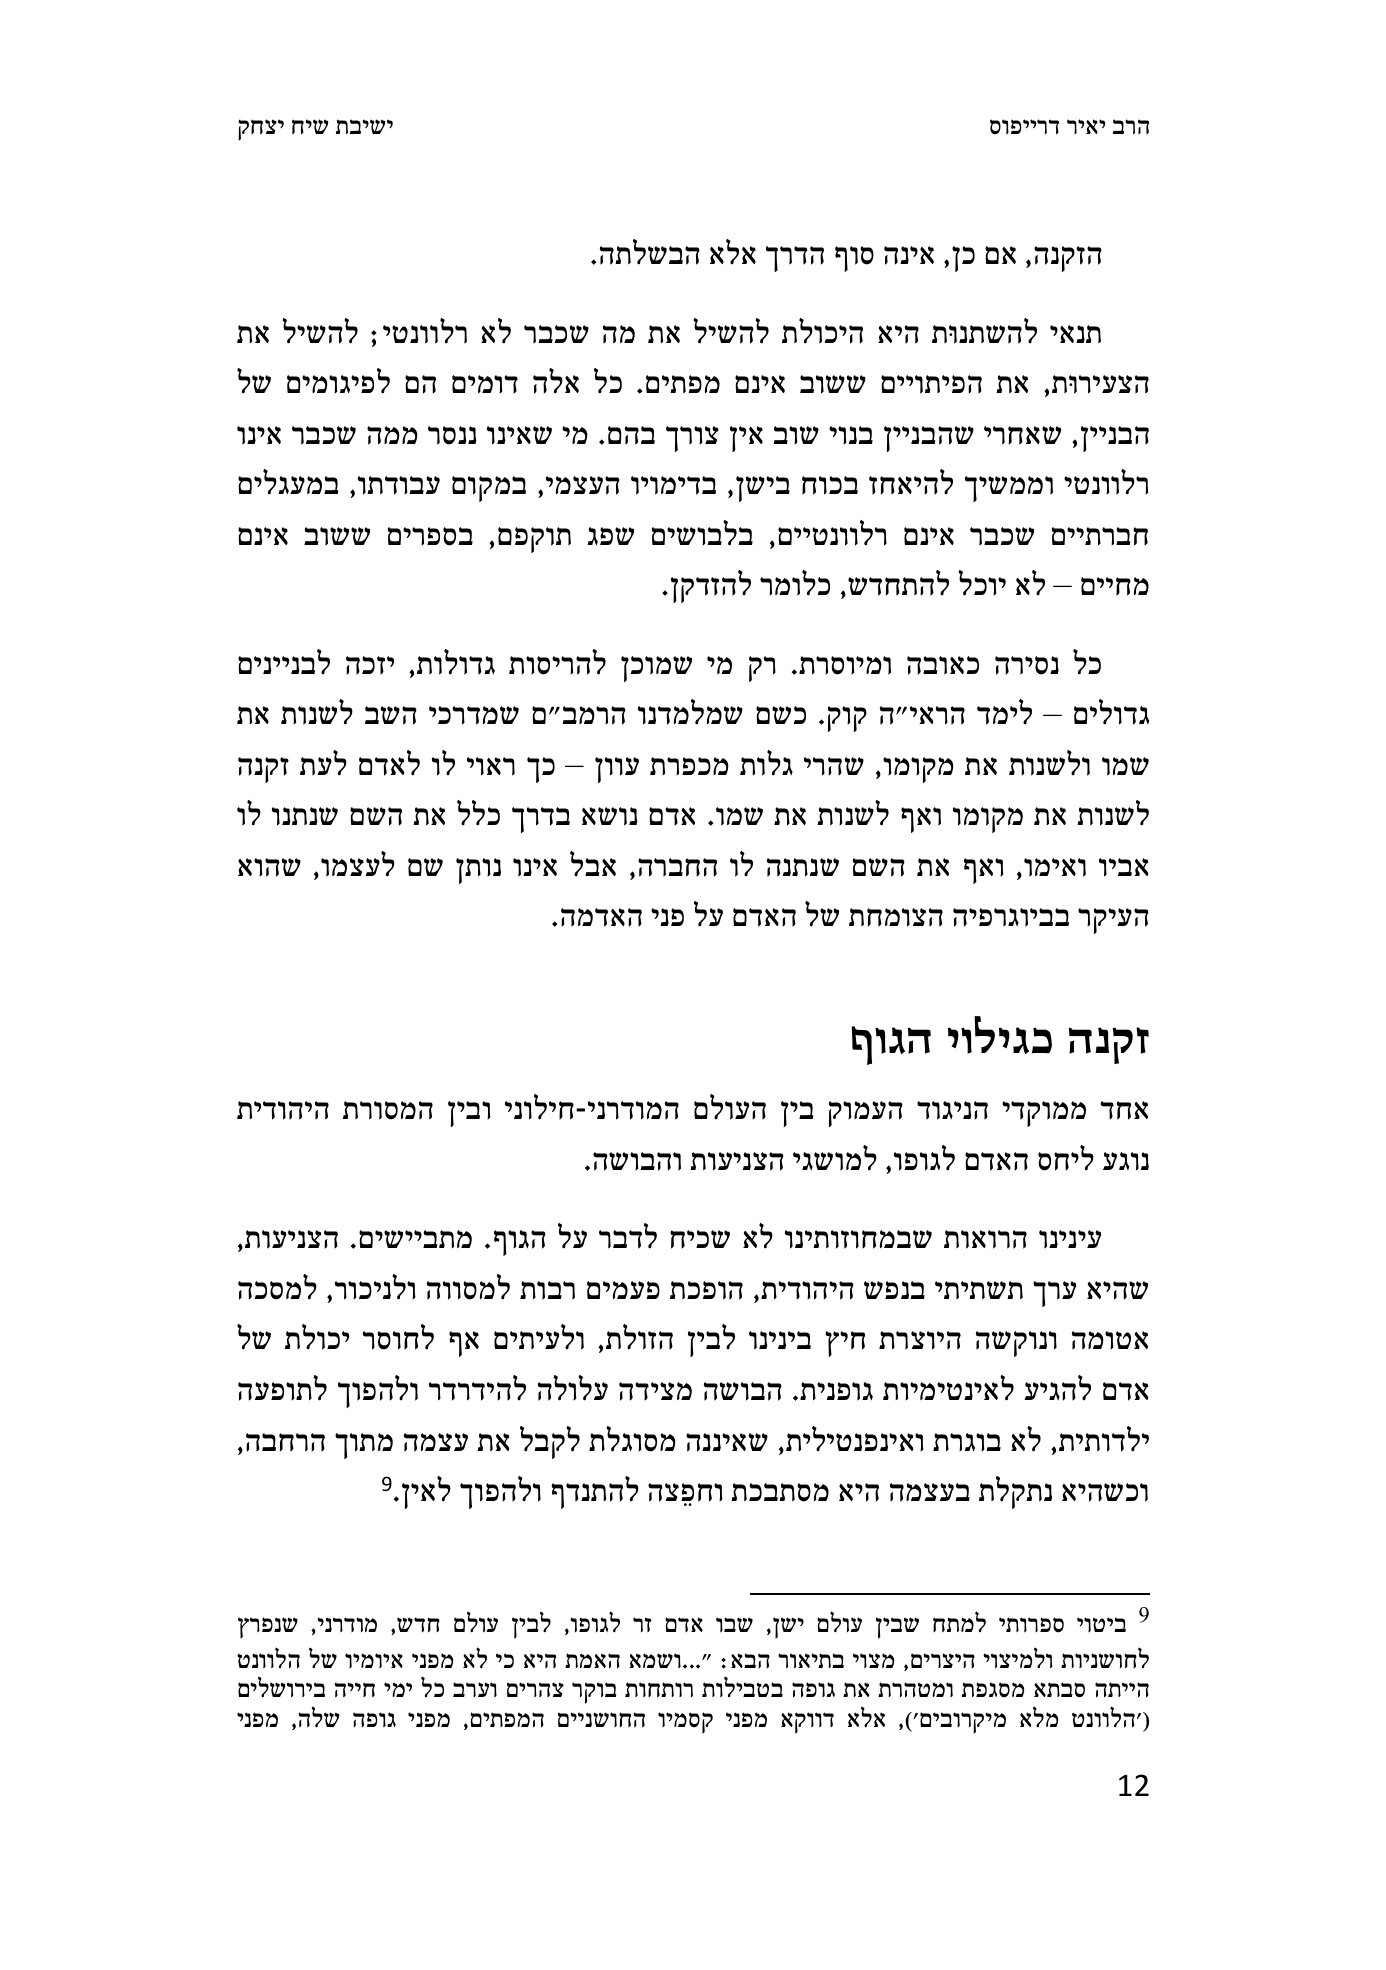 הרב יאיר דרייפוס
ישיבת שיח יצחק
הזקנה, אם כן, אינה סוף הדרך אלא הבשלתה.
תנאי להשתנוּת היא היכולת להשיל את מה שכבר לא רלוונטי; להשיל את
הצעירוּת, את הפיתויים ששוב אינם מפתים. כל אלה דומים הם לפיגומים של
הבניין, שאחרי שהבניין בנוי שוב אין צורך בהם. מי שאינו ננסר ממה שכבר אינו
רלוונטי וממשיך להיאחז בכוח בישן, בדימויו העצמי, במקום עבודתו, במעגלים
חברתיים שכבר אינם רלוונטיים, בלבושים שפג תוקפם, בספרים ששוב אינם
מחיים – לא יוכל להתחדש, כלומר להזדקן.
כל נסירה כאובה ומיוסרת. רק מי שמוכן להריסות גדולות, יזכה לבניינים
גדולים – לימד הראי״ה קוק. כשם שמלמדנו הרמב״ם שמדרכי השב לשנות את
שמו ולשנות את מקומו, שהרי גלות מכפרת עוון – כך ראוי לו לאדם לעת זקנה
לשנות את מקומו ואף לשנות את שמו. אדם נושא בדרך כלל את השם שנתנו לו
אביו ואימו, ואף את השם שנתנה לו החברה, אבל אינו נותן שם לעצמו, שהוא
העיקר בביוגרפיה הצומחת של האדם על פני האדמה.
זקנה כגילוי הגוף
אחד ממוקדי הניגוד העמוק בין העולם המודרני-חילוני ובין המסורת היהודית
נוגע ליחס האדם לגופו, למושגי הצניעות והבושה.
עינינו הרואות שבמחוזותינו לא שכיח לדבר על הגוף. מתביישים. הצניעות,
שהיא ערך תשתיתי בנפש היהודית, הופכת פעמים רבות למסווה ולניכור, למסכה
אטומה ונוקשה היוצרת חיץ בינינו לבין הזולת, ולעיתים אף לחוסר יכולת של
אדם להגיע לאינטימיות גופנית. הבושה מצידה עלולה להידרדר ולהפוך לתופעה
ילדותית, לא בוגרת ואינפנטילית, שאיננה מסוגלת לקבל את עצמה מתוך הרחבה,
וכשהיא נתקלת בעצמה היא מסתבכת וחפֵצה להתנדף ולהפוך לאין.9
9 ביטוי ספרותי למתח שבין עולם ישן, שבו אדם זר לגופו, לבין עולם חדש, מודרני, שנפרץ
לחושניות ולמיצוי היצרים, מצוי בתיאור הבא: ״...ושמא האמת היא כי לא מפני איומיו של הלוונט
הייתה סבתא מסגפת ומטהרת את גופה בטבילות רותחות בוקר צהרים וערב כל ימי חייה בירושלים
(׳הלוונט מלא מיקרובים׳), אלא דווקא מפני קסמיו החושניים המפתים, מפני גופה שלה, מפני
12